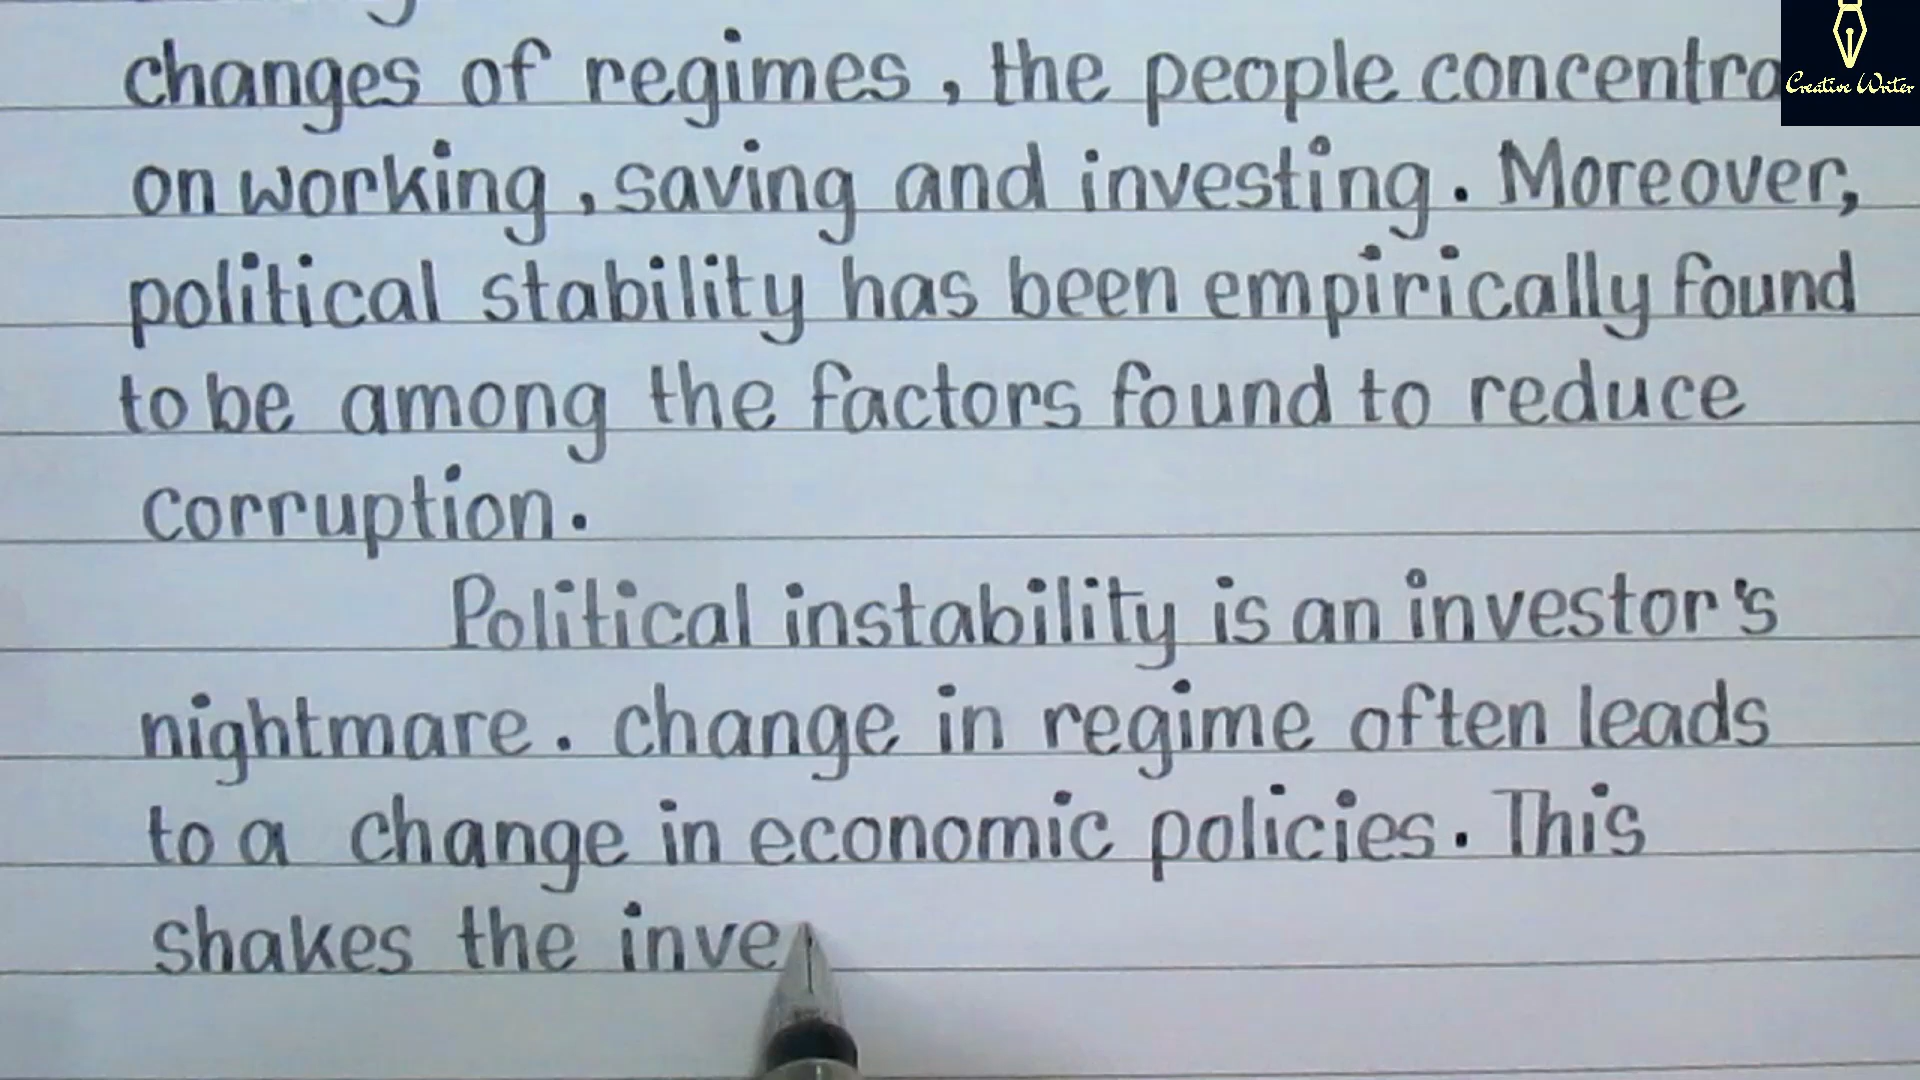 changes of regimes, the people concentra
on working, saving and investing. Moreover,
political stability has been empirically found
to be among the factors found to reduce
corruption.
Political instability is an investor's
nightmare. change in regime often leads
to a change in economic policies. This
shakes the inve
Creative Writer